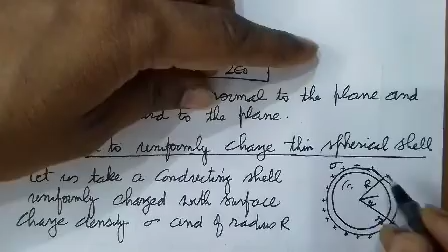 2ε0
normal to the plane and
to the plane.
to uniformly Charge thin spherical shell
Let us take a Conducting shell
uniformly charged with surface
Charge density σ and of radius R
σ
R